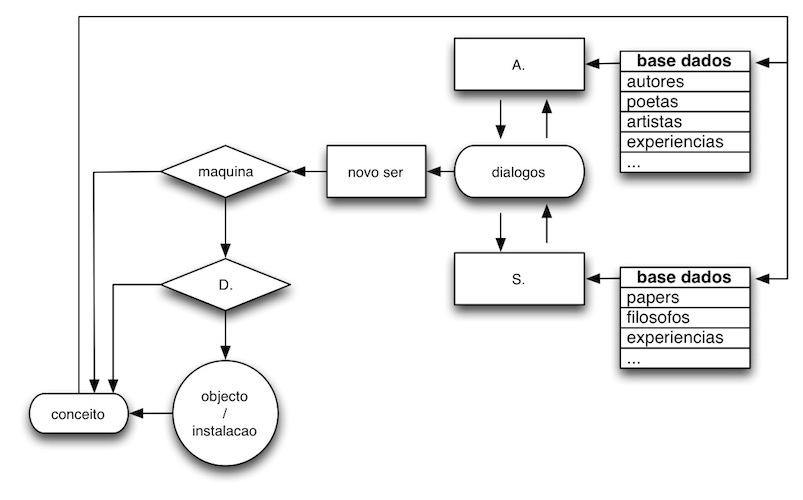 A.
base dados
autores
poetas
artistas
experiencias
...
maquina
novo ser
dialogos
D.
S.
base dados
papers
filosofos
experiencias
...
objecto
/
instalacao
conceito